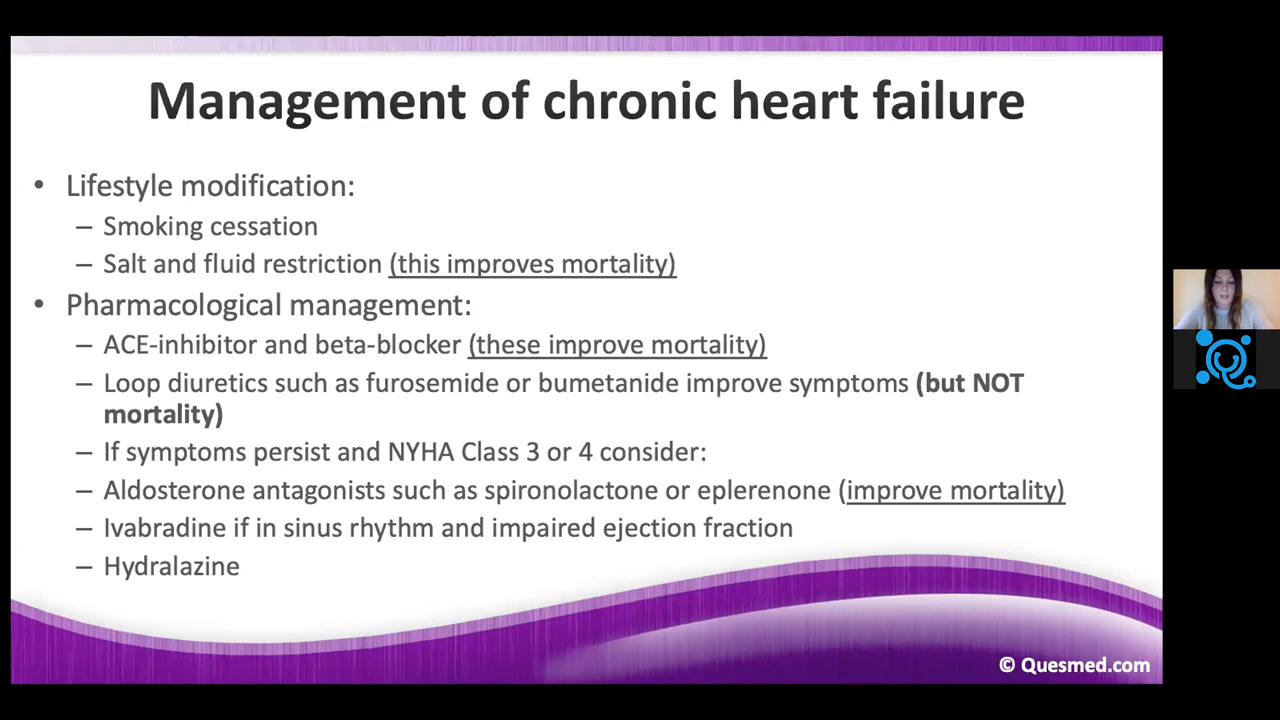 Management of chronic heart failure
• Lifestyle modification:
– Smoking cessation
– Salt and fluid restriction (this improves mortality)
• Pharmacological management:
– ACE-inhibitor and beta-blocker (these improve mortality)
– Loop diuretics such as furosemide or bumetanide improve symptoms (but NOT
mortality)
– If symptoms persist and NYHA Class 3 or 4 consider:
– Aldosterone antagonists such as spironolactone or eplerenone (improve mortality)
– Ivabradine if in sinus rhythm and impaired ejection fraction
– Hydralazine
© Quesmed.com